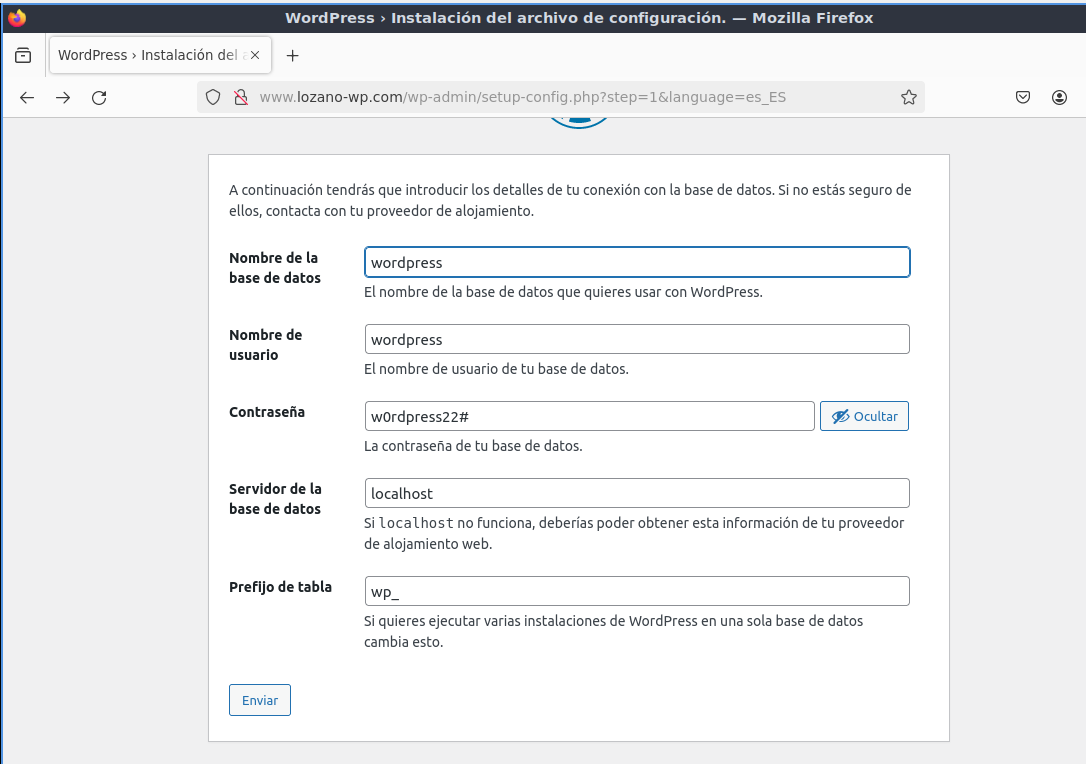 WordPress › Instalación del archivo de configuración. — Mozilla Firefox
WordPress › Instalación del
www.lozano-wp.com/wp-admin/setup-config.php?step=1&language=es_ES
A continuación tendrás que introducir los detalles de tu conexión con la base de datos. Si no estás seguro de
ellos, contacta con tu proveedor de alojamiento.
Nombre de la
base de datos
wordpress
El nombre de la base de datos que quieres usar con WordPress.
Nombre de
usuario
wordpress
El nombre de usuario de tu base de datos.
Contraseña
w0rdpress22#
Ocultar
La contraseña de tu base de datos.
Servidor de la
base de datos
localhost
Si localhost no funciona, deberías poder obtener esta información de tu proveedor
de alojamiento web.
Prefijo de tabla
wp_
Si quieres ejecutar varias instalaciones de WordPress en una sola base de datos
cambia esto.
Enviar